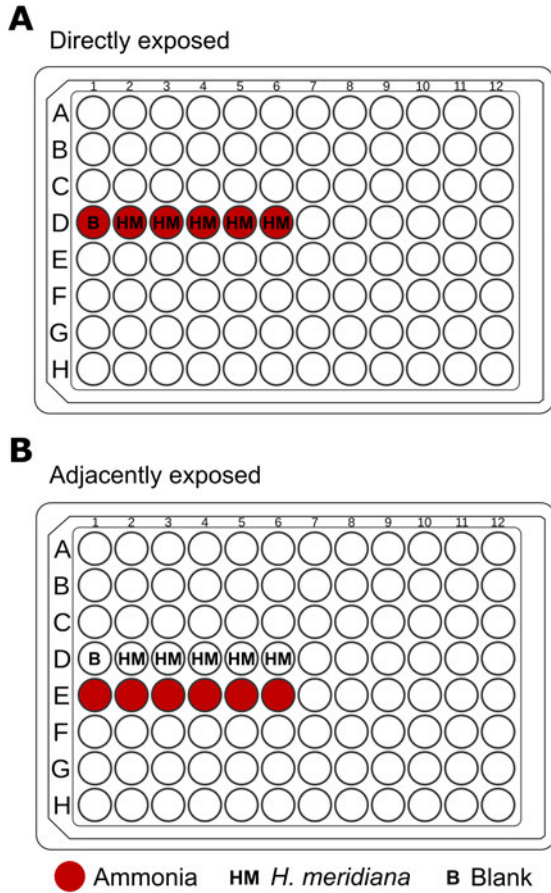 A
Directly exposed
1 2 3 4 5 6 7 8 9 10 11 12
A
B
C
D B HM HM HM HM HM
E
F
G
H
B
Adjacently exposed
1 2 3 4 5 6 7 8 9 10 11 12
A
B
C
D B HM HM HM HM HM
E
F
G
H
Ammonia HM H. meridiana B Blank